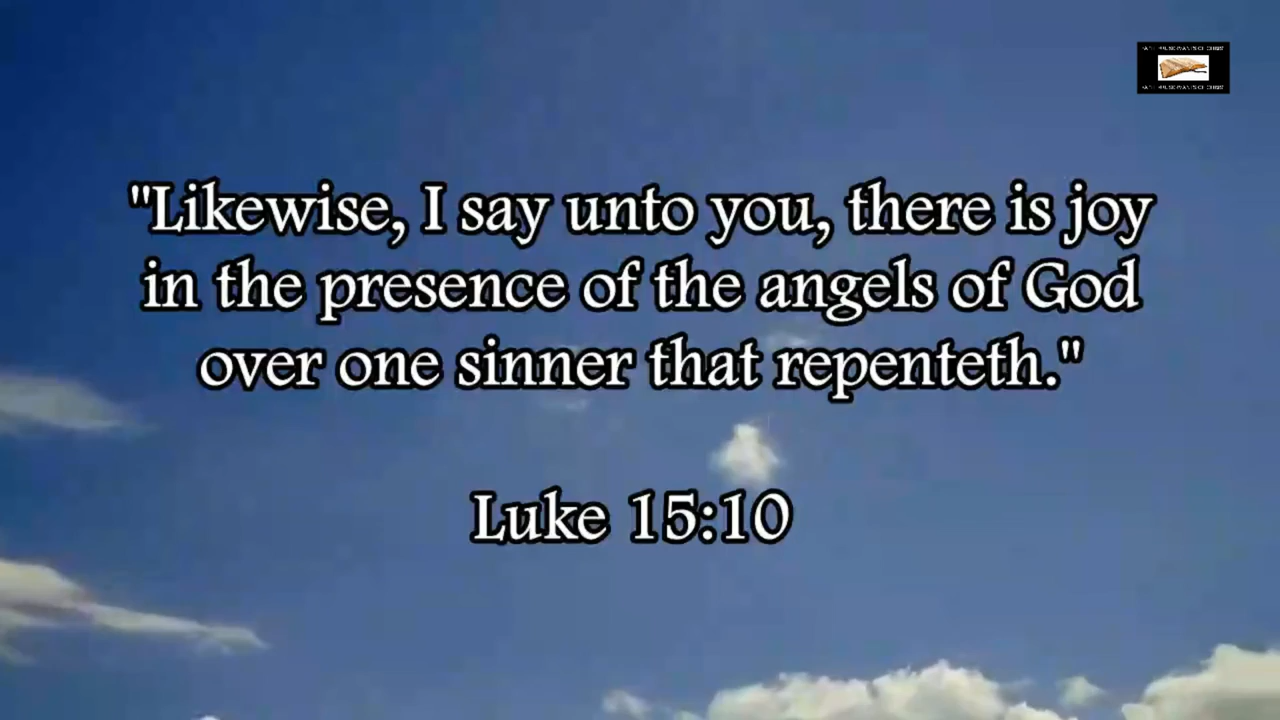 "Likewise, I say unto you, there is joy
in the presence of the angels of God
over one sinner that repenteth."
Luke 15:10